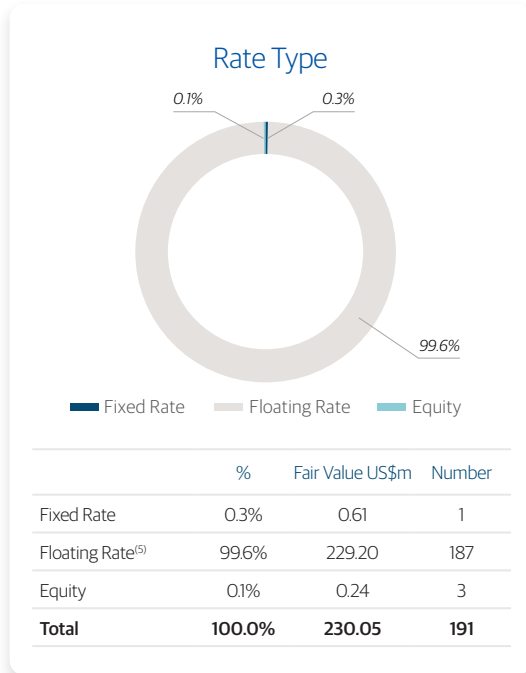 Rate Type
0.1% 0.3%
99.6%
Fixed Rate Floating Rate Equity
% Fair Value US$m Number
Fixed Rate 0.3% 0.61 1
Floating Rate(5) 99.6% 229.20 187
Equity 0.1% 0.24 3
Total 100.0% 230.05 191